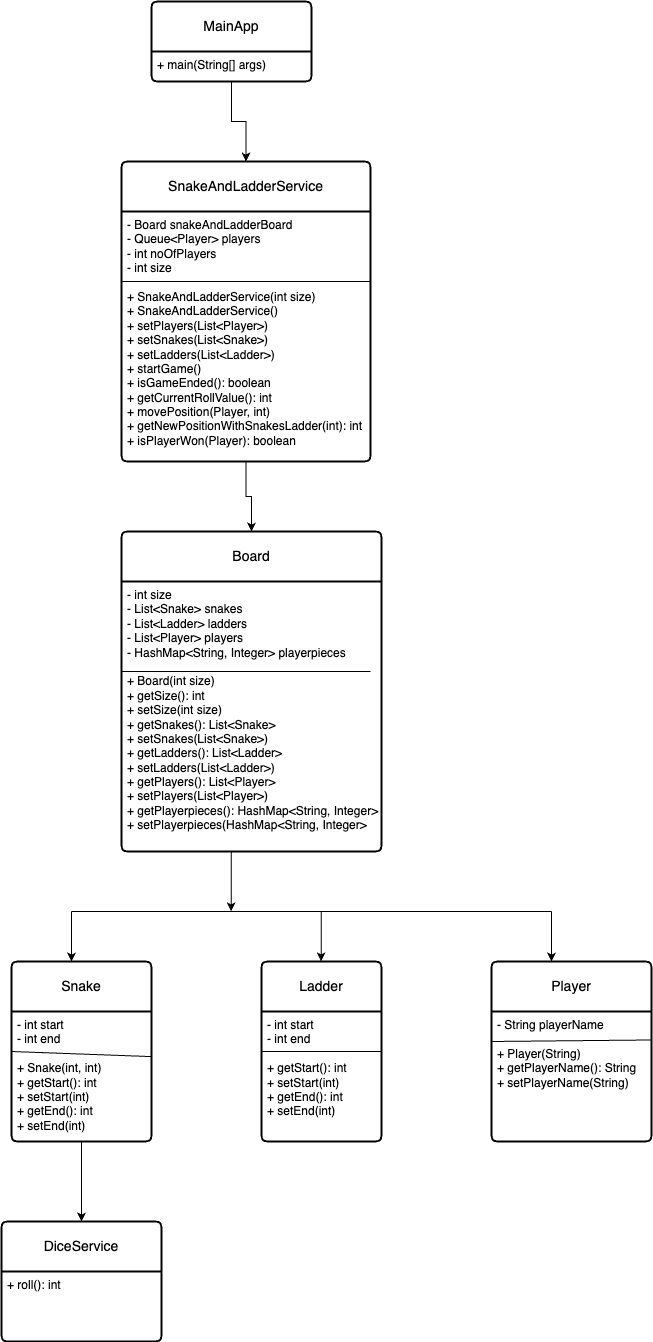 MainApp
+ main(String[] args)
SnakeAndLadderService
- Board snakeAndLadderBoard
- Queue<Player> players
- int noOfPlayers
- int size
+ SnakeAndLadderService(int size)
+ SnakeAndLadderService()
+ setPlayers(List<Player>)
+ setSnakes(List<Snake>)
+ setLadders(List<Ladder>)
+ startGame()
+ isGameEnded(): boolean
+ getCurrentRollValue(): int
+ movePosition(Player, int)
+ getNewPositionWithSnakesLadder(int): int
+ isPlayerWon(Player): boolean
Board
- int size
- List<Snake> snakes
- List<Ladder> ladders
- List<Player> players
- HashMap<String, Integer> playerpieces
+ Board(int size)
+ getSize(): int
+ setSize(int size)
+ getSnakes(): List<Snake>
+ setSnakes(List<Snake>)
+ getLadders(): List<Ladder>
+ setLadders(List<Ladder>)
+ getPlayers(): List<Player>
+ setPlayers(List<Player>)
+ getPlayerpieces(): HashMap<String, Integer>
+ setPlayerpieces(HashMap<String, Integer>
Snake
- int start
- int end
+ Snake(int, int)
+ getStart(): int
+ setStart(int)
+ getEnd(): int
+ setEnd(int)
Ladder
- int start
- int end
+ getStart(): int
+ setStart(int)
+ getEnd(): int
+ setEnd(int)
Player
- String playerName
+ Player(String)
+ getPlayerName(): String
+ setPlayerName(String)
DiceService
+ roll(): int